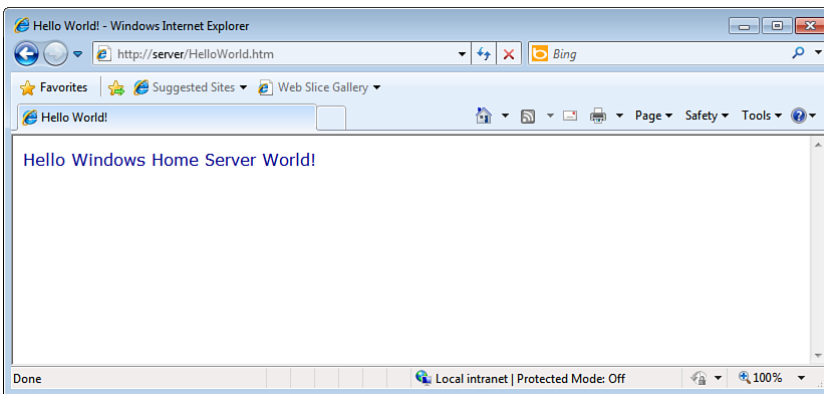 Hello World! - Windows Internet Explorer
http://server/HelloWorld.htm
Bing
Favorites Suggested Sites Web Slice Gallery
Hello World! Page Safety Tools
Hello Windows Home Server World!
Done Local intranet | Protected Mode: Off 100%